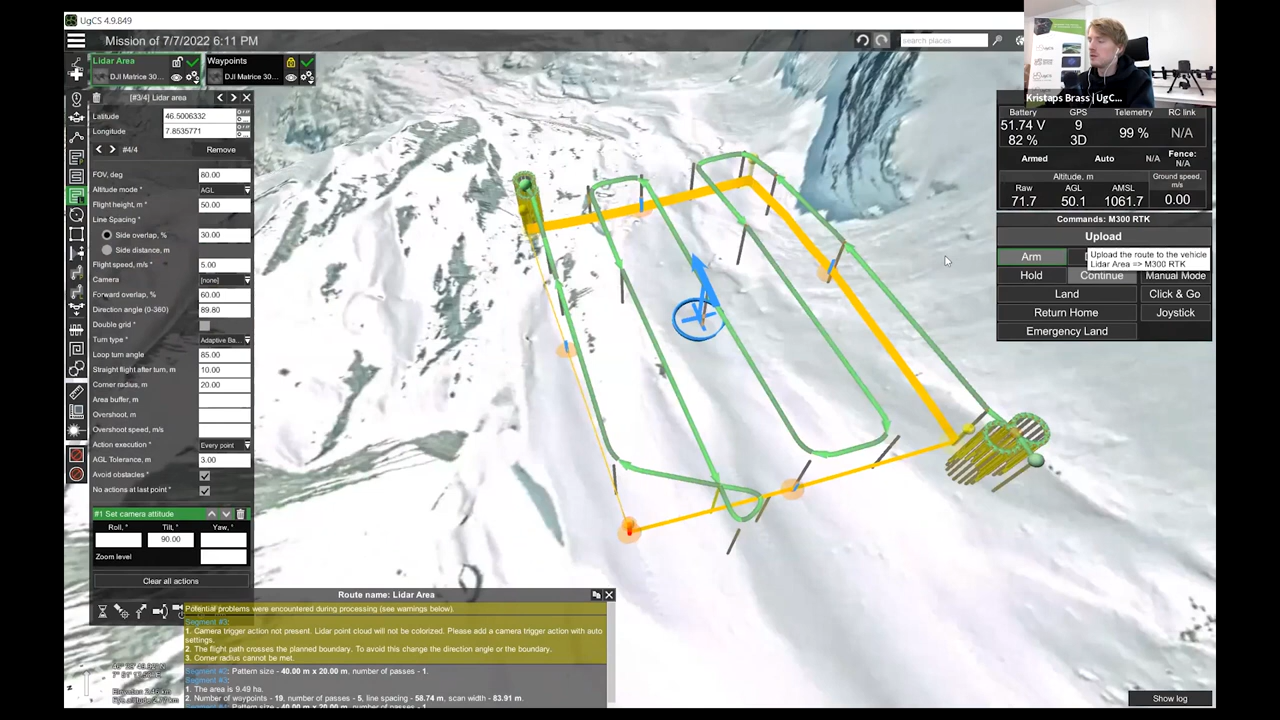 UgCS 4.9.849
Mission of 7/7/2022 6:11 PM
search places
Lidar Area
DJI Matrice 30...
Waypoints
DJI Matrice 30...
[#3/4] Lidar area
Latitude 46.5006332
Longitude 7.8535771
#4/4 Remove
FOV, deg 80.00
Altitude mode * AGL
Flight height, m * 50.00
Line Spacing *
Side overlap, % 30.00
Side distance, m
Flight speed, m/s * 5.00
Camera [none]
Forward overlap, % 60.00
Direction angle (0-360) 89.80
Double grid *
Turn type * Adaptive Ba...
Loop turn angle 85.00
Straight flight after turn, m 10.00
Corner radius, m 20.00
Area buffer, m
Overshoot, m
Overshoot speed, m/s
Action execution * Every point
AGL Tolerance, m 3.00
Avoid obstacles *
No actions at last point *
#1 Set camera attitude
Roll, ° Tilt, ° Yaw, °
90.00
Zoom level
Clear all actions
Kristaps Brass | UgC...
Battery GPS Telemetry RC link
51.74 V 9 99 % N/A
82 % 3D
Armed Auto N/A Fence: N/A
Altitude, m Ground speed, m/s
Raw AGL AMSL
71.7 50.1 1061.7 0.00
Commands: M300 RTK
Upload
Arm
Upload the route to the vehicle
Lidar Area => M300 RTK
Hold Continue Manual Mode
Land Click & Go
Return Home Joystick
Emergency Land
Route name: Lidar Area
Potential problems were encountered during processing (see warnings below).
Segment #3:
1. Camera trigger action not present. Lidar point cloud will not be colorized. Please add a camera trigger action with auto
settings.
2. The flight path crosses the planned boundary. To avoid this change the direction angle or the boundary.
3. Corner radius cannot be met.
Segment #2: Pattern size - 40.00 m x 20.00 m, number of passes - 1.
Segment #3:
1. The area is 9.49 ha.
2. Number of waypoints - 19, number of passes - 5, line spacing - 58.74 m, scan width - 83.91 m.
Segment #4: Pattern size - 40.00 m x 20.00 m, number of passes - 1.
Show log